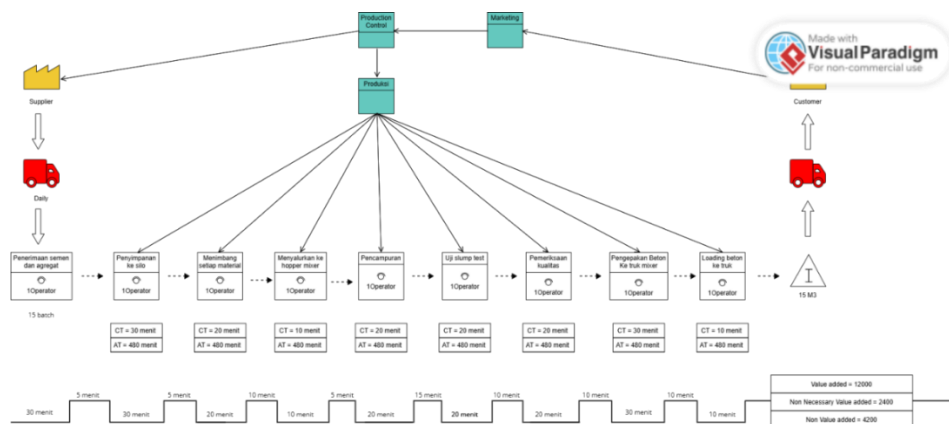 Production
Control
Marketing
Made with
Visual Paradigm
For non-commercial use
Supplier
Produksi
Customer
Daily
Penerimaan semen
dan agregat
1Operator
Penyimpanan
ke silo
1Operator
Menimbang
setiap material
1Operator
Menyalurkan ke
hopper mixer
1Operator
Pencampuran
1Operator
Uji slump test
1Operator
Pemeriksaan
kualitas
1Operator
Pengepakan Beton
Ke truk mixer
1Operator
Loading beton
ke truk
1Operator
I
15 M3
15 barch
CT = 30 menit
AT = 480 menit
CT = 20 menit
AT = 480 menit
CT = 10 menit
AT = 480 menit
CT = 20 menit
AT = 480 menit
CT = 20 menit
AT = 480 menit
CT = 20 menit
AT = 480 menit
CT = 30 menit
AT = 480 menit
CT = 10 menit
AT = 480 menit
5 menit
5 menit
10 menit
5 menit
15 menit
10 menit
10 menit
10 menit
30 menit
30 menit
20 menit
10 menit
20 menit
20 menit
20 menit
30 menit
10 menit
Value added = 12000
Non Necessary Value added = 2400
Non Value added = 4200